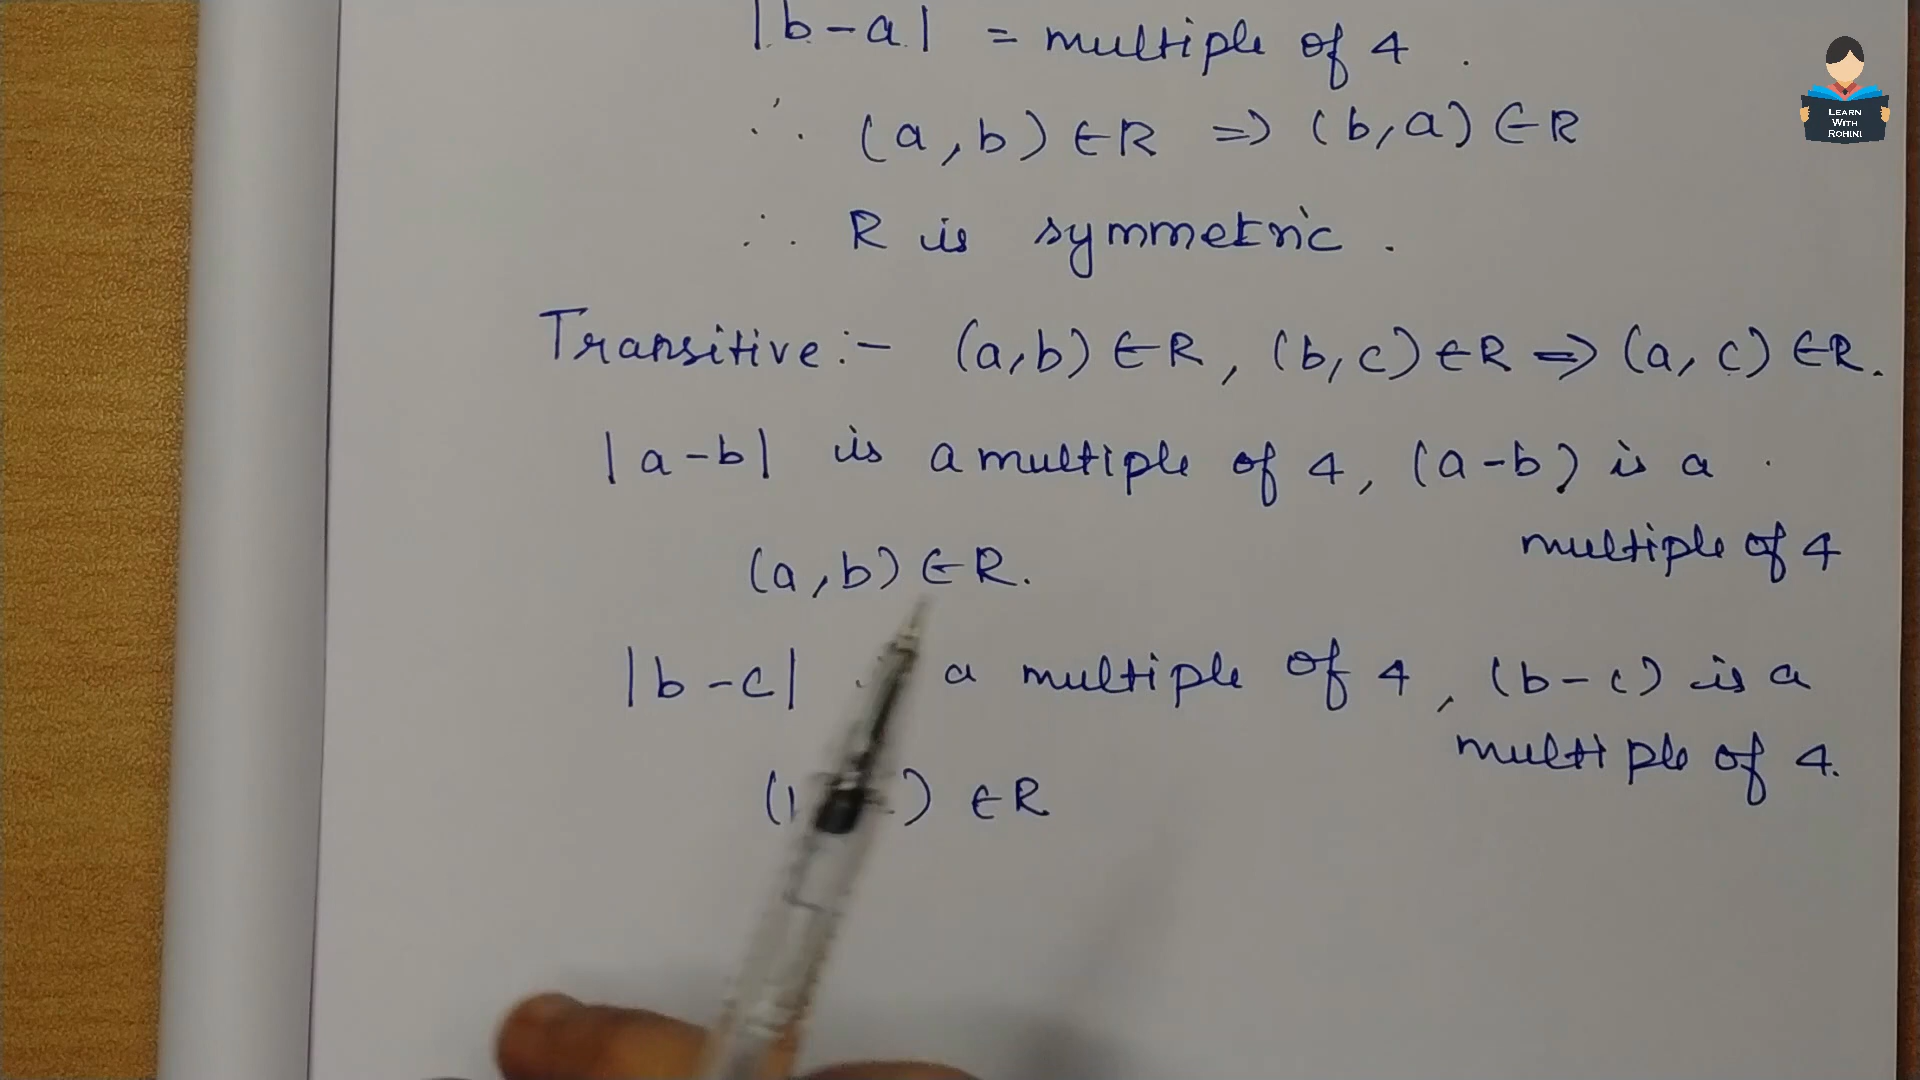 |b-a| = multiple of 4.
∴ (a,b) ∈ R ⇒ (b,a) ∈ R
∴ R is symmetric.
Transitive:- (a,b) ∈ R, (b,c) ∈ R ⇒ (a,c) ∈ R.
|a-b| is a multiple of 4, (a-b) is a
multiple of 4
(a,b) ∈ R.
|b-c| a multiple of 4, (b-c) is a
multiple of 4.
( ) ∈ R
LEARN
WITH
ROHINI